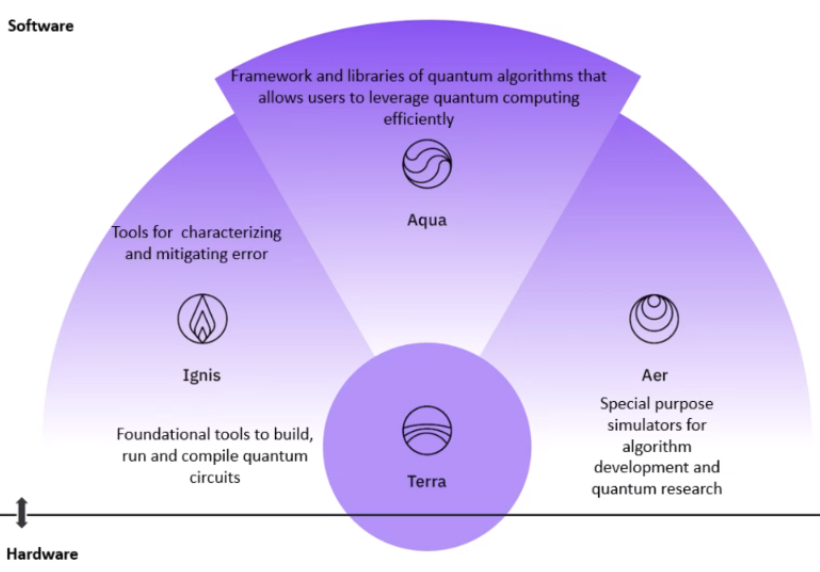 Software
Framework and libraries of quantum algorithms that
allows users to leverage quantum computing
efficiently
Aqua
Tools for characterizing
and mitigating error
Ignis
Aer
Special purpose
simulators for
algorithm
development and
quantum research
Foundational tools to build,
run and compile quantum
circuits
Terra
Hardware